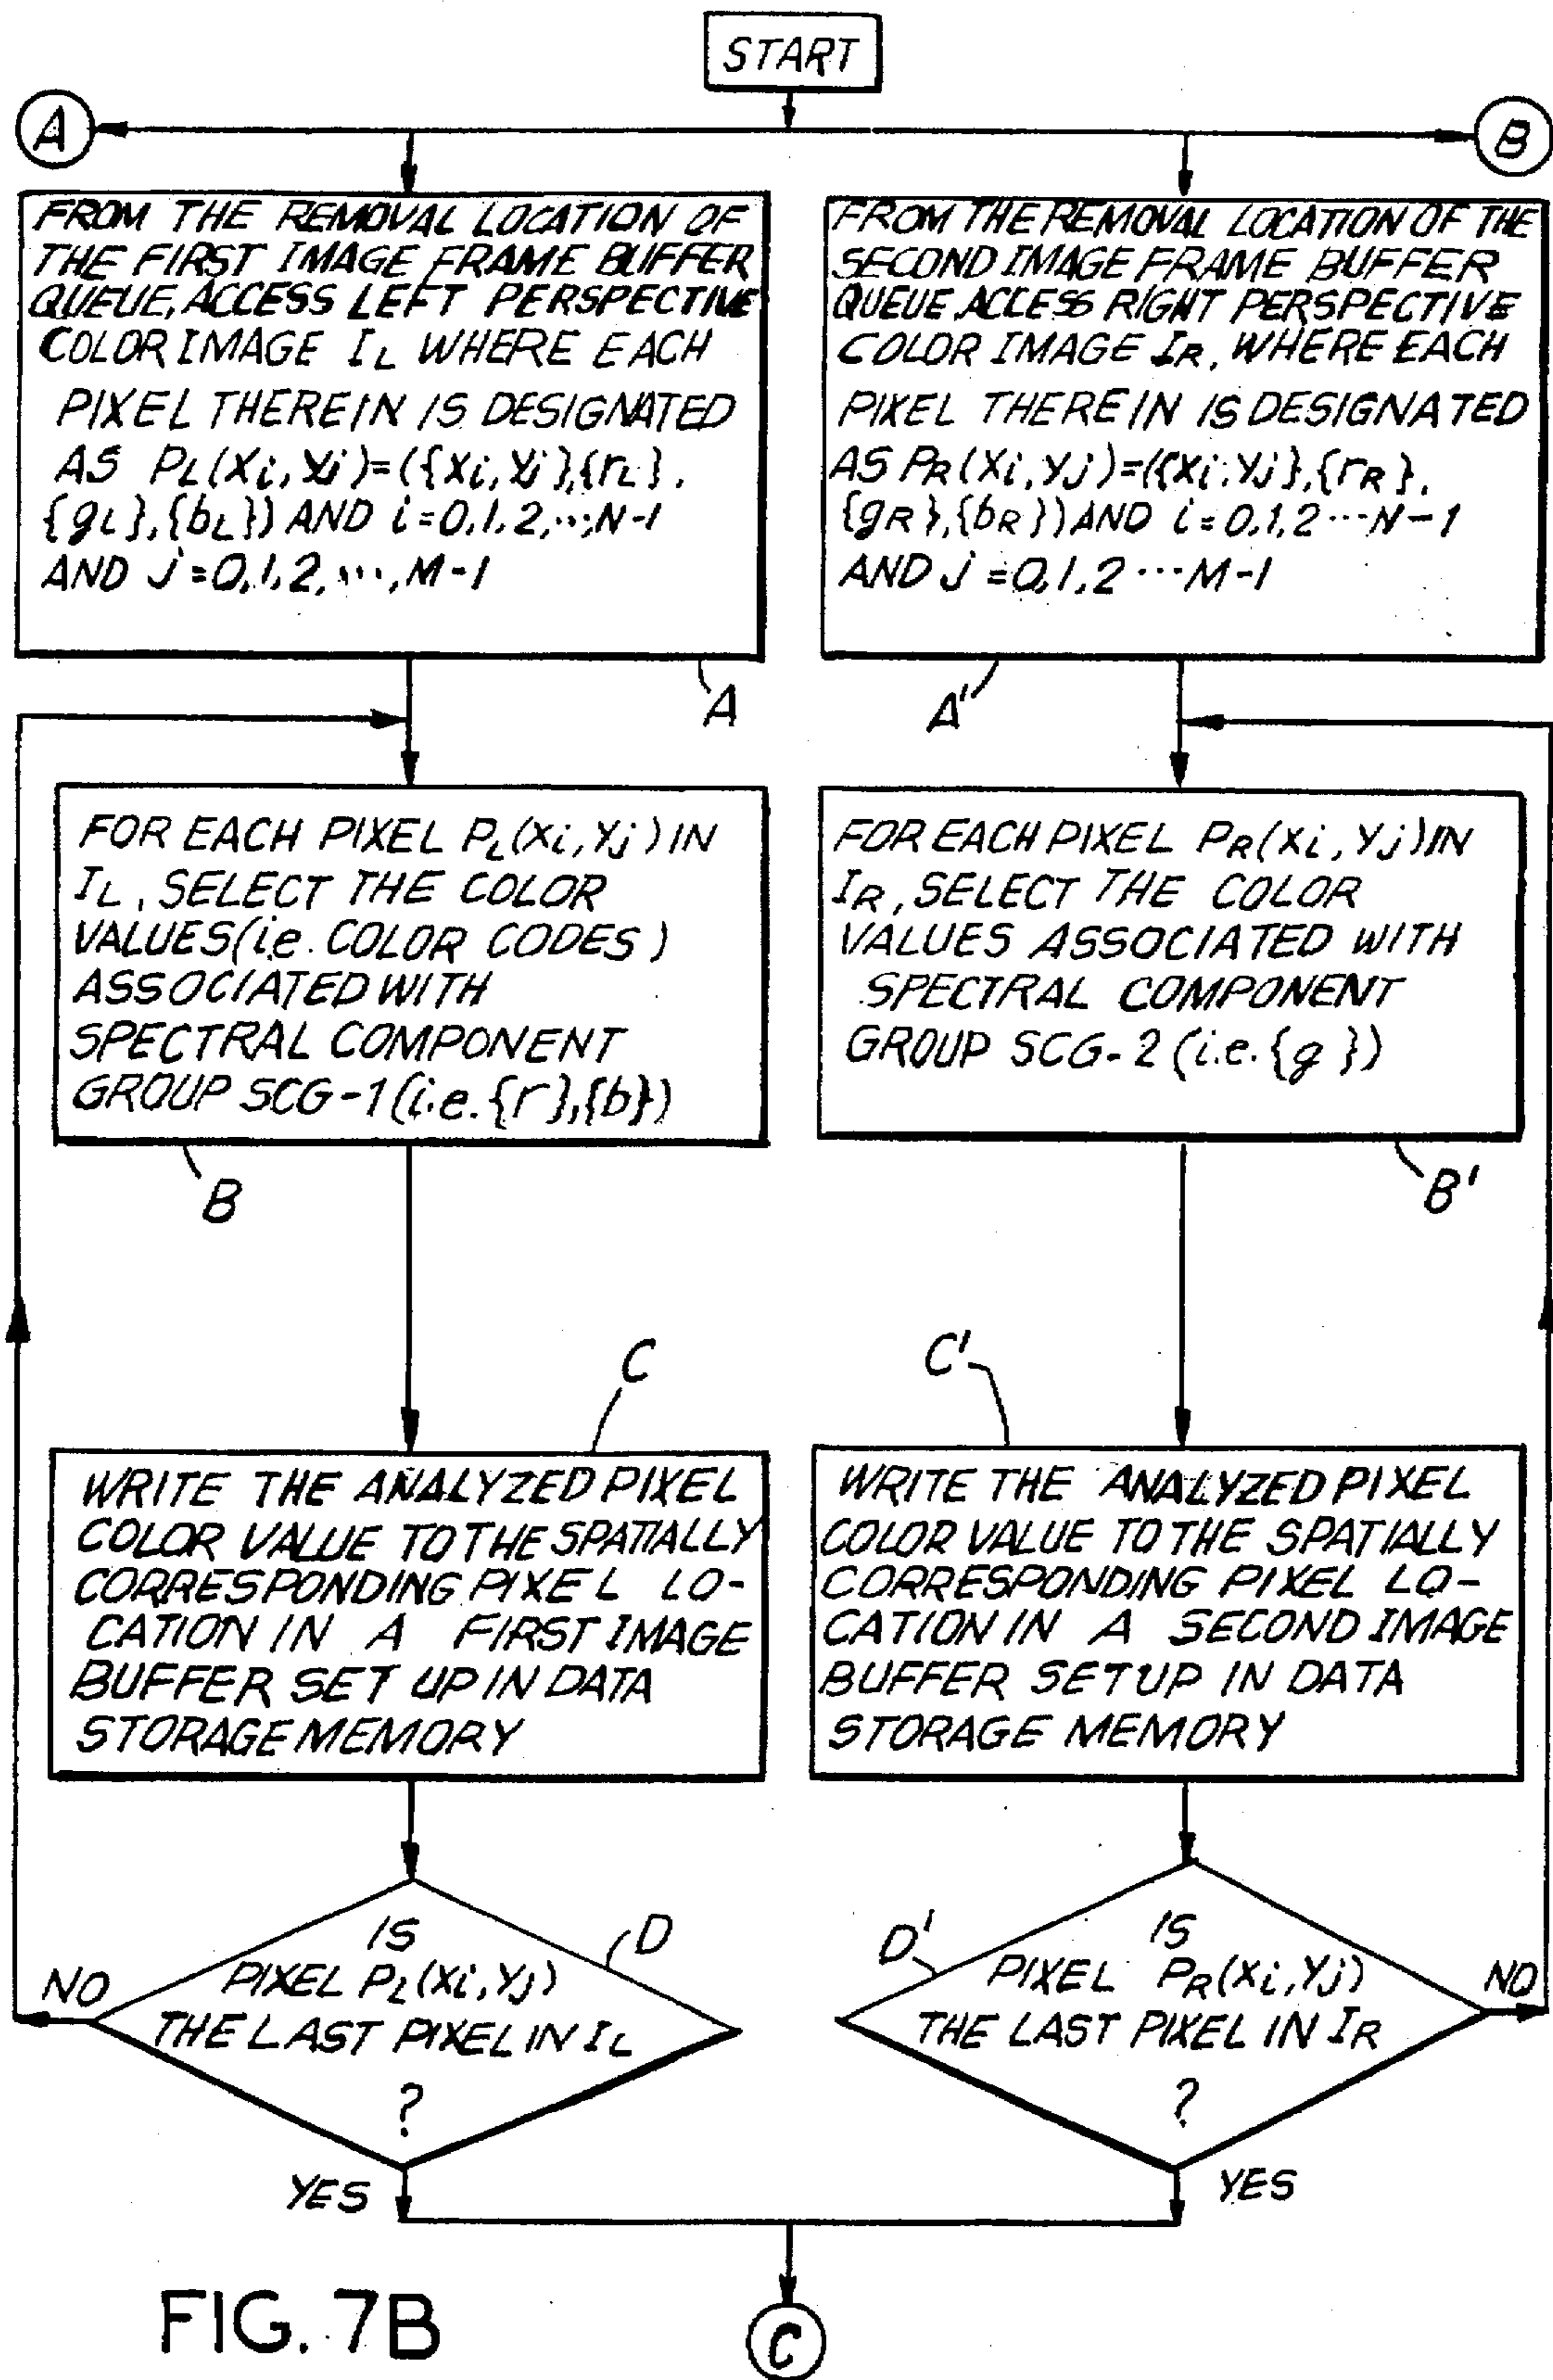 START
A
B
FROM THE REMOVAL LOCATION OF
THE FIRST IMAGE FRAME BUFFER
QUEUE, ACCESS LEFT PERSPECTIVE
COLOR IMAGE IL WHERE EACH
PIXEL THEREIN IS DESIGNATED
AS PL(Xi, Yj)=({Xi, Yj},{rL}.
{gL},{bL}) AND i=0,1,2,...,N-1
AND j=0,1,2,...,M-1
A
FROM THE REMOVAL LOCATION OF THE
SECOND IMAGE FRAME BUFFER
QUEUE, ACCESS RIGHT PERSPECTIVE
COLOR IMAGE IR, WHERE EACH
PIXEL THEREIN IS DESIGNATED
AS PR(Xi, Yj)=({Xi, Yj},{rR}.
{gR},{bR}) AND i=0,1,2...N-1
AND j=0,1,2...M-1
A'
FOR EACH PIXEL PL(Xi, Yj) IN
IL, SELECT THE COLOR
VALUES (i.e. COLOR CODES)
ASSOCIATED WITH
SPECTRAL COMPONENT
GROUP SCG-1 (i.e. {r},{b})
B
FOR EACH PIXEL PR(Xi, Yj) IN
IR, SELECT THE COLOR
VALUES ASSOCIATED WITH
SPECTRAL COMPONENT
GROUP SCG-2 (i.e. {g})
B'
C
WRITE THE ANALYZED PIXEL
COLOR VALUE TO THE SPATIALLY
CORRESPONDING PIXEL LO-
CATION IN A FIRST IMAGE
BUFFER SET UP IN DATA
STORAGE MEMORY
C'
WRITE THE ANALYZED PIXEL
COLOR VALUE TO THE SPATIALLY
CORRESPONDING PIXEL LO-
CATION IN A SECOND IMAGE
BUFFER SETUP IN DATA
STORAGE MEMORY
D
IS
PIXEL PL(Xi, Yj)
THE LAST PIXEL IN IL
?
NO
YES
D'
IS
PIXEL PR(Xi, Yj)
THE LAST PIXEL IN IR
?
NO
YES
C
FIG. 7B